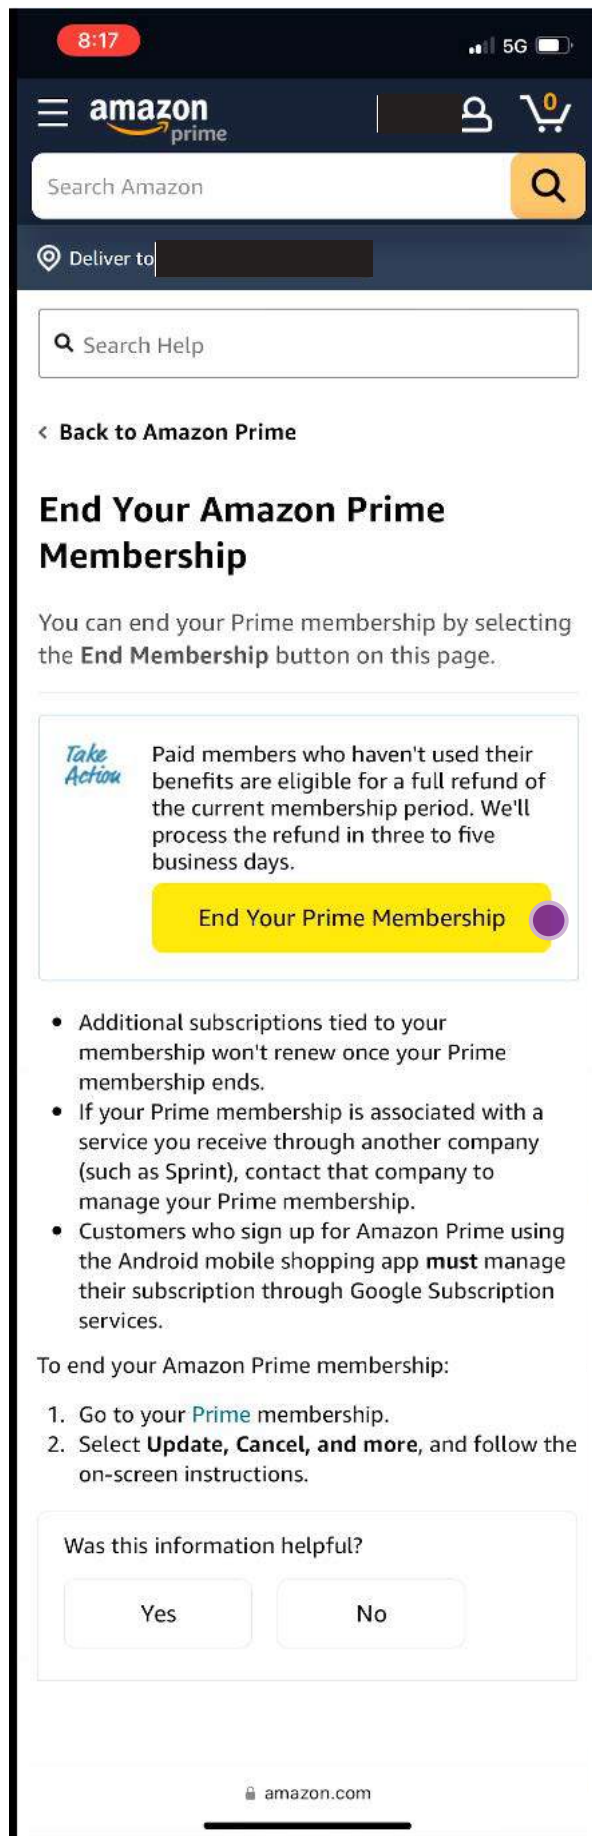 8:17
5G
amazon
prime
0
Search Amazon
Deliver to
Search Help
< Back to Amazon Prime
End Your Amazon Prime
Membership
You can end your Prime membership by selecting
the End Membership button on this page.
Take
Action
Paid members who haven't used their
benefits are eligible for a full refund of
the current membership period. We'll
process the refund in three to five
business days.
End Your Prime Membership
• Additional subscriptions tied to your
membership won't renew once your Prime
membership ends.
• If your Prime membership is associated with a
service you receive through another company
(such as Sprint), contact that company to
manage your Prime membership.
• Customers who sign up for Amazon Prime using
the Android mobile shopping app must manage
their subscription through Google Subscription
services.
To end your Amazon Prime membership:
1. Go to your Prime membership.
2. Select Update, Cancel, and more, and follow the
on-screen instructions.
Was this information helpful?
Yes
No
amazon.com